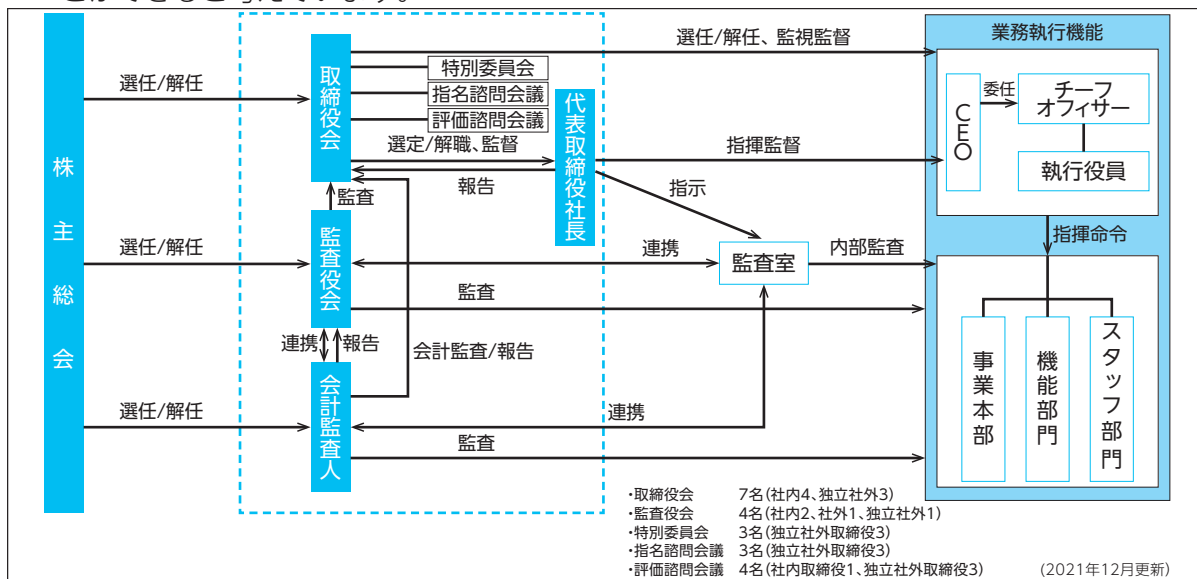 株主総会
選任/解任
選任/解任
選任/解任
取締役会
特別委員会
指名諮問会議
評価諮問会議
選定/解職、監督
報告
監査
監査役会
連携
報告
会計監査/報告
会計監査人
代表取締役社長
選任/解任、監視監督
指揮監督
指示
連携
監査室
内部監査
監査
連携
監査
業務執行機能
CEO
委任
チーフ
オフィサー
執行役員
指揮命令
事業本部
機能部門
スタッフ部門
・取締役会 7名(社内4、独立社外3)
・監査役会 4名(社内2、社外1、独立社外1)
・特別委員会 3名(独立社外取締役3)
・指名諮問会議 3名(独立社外取締役3)
・評価諮問会議 4名(社内取締役1、独立社外取締役3)
(2021年12月更新)